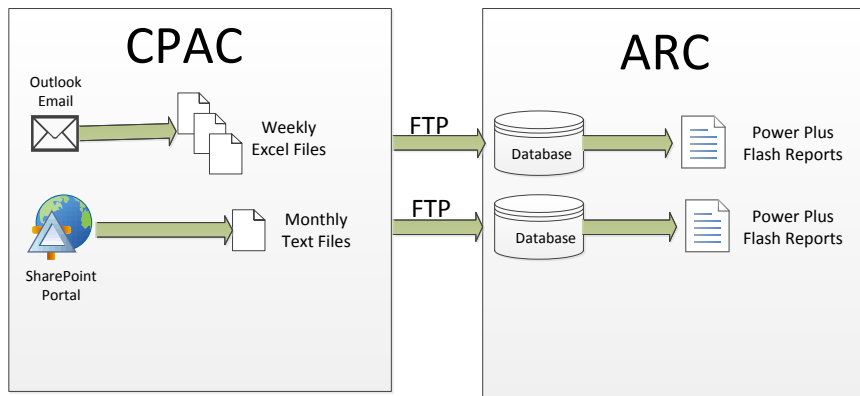 CPAC
Outlook
Email
Weekly
Excel Files
SharePoint
Portal
Monthly
Text Files
FTP
FTP
ARC
Database
Power Plus
Flash Reports
Database
Power Plus
Flash Reports